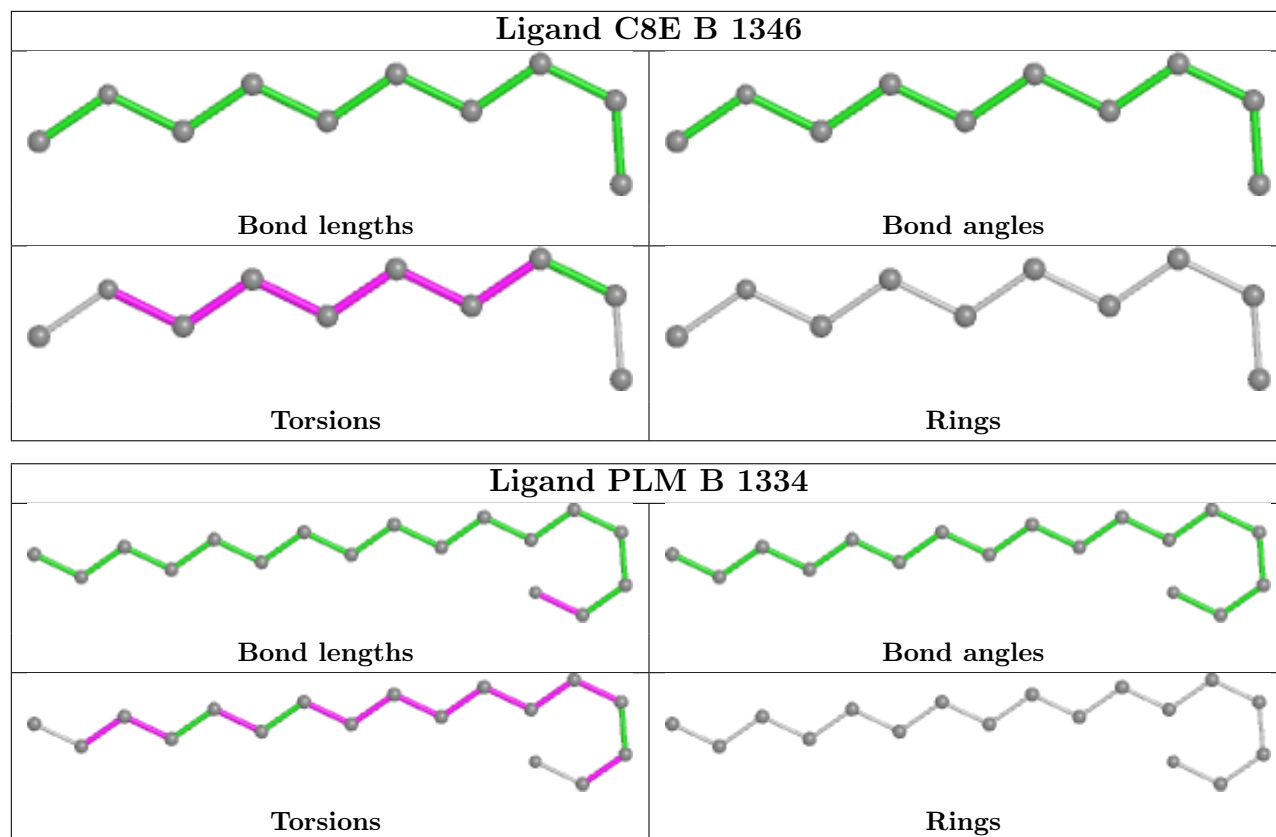 Ligand C8E B 1346
Bond lengths
Bond angles
Torsions
Rings
Ligand PLM B 1334
Bond lengths
Bond angles
Torsions
Rings